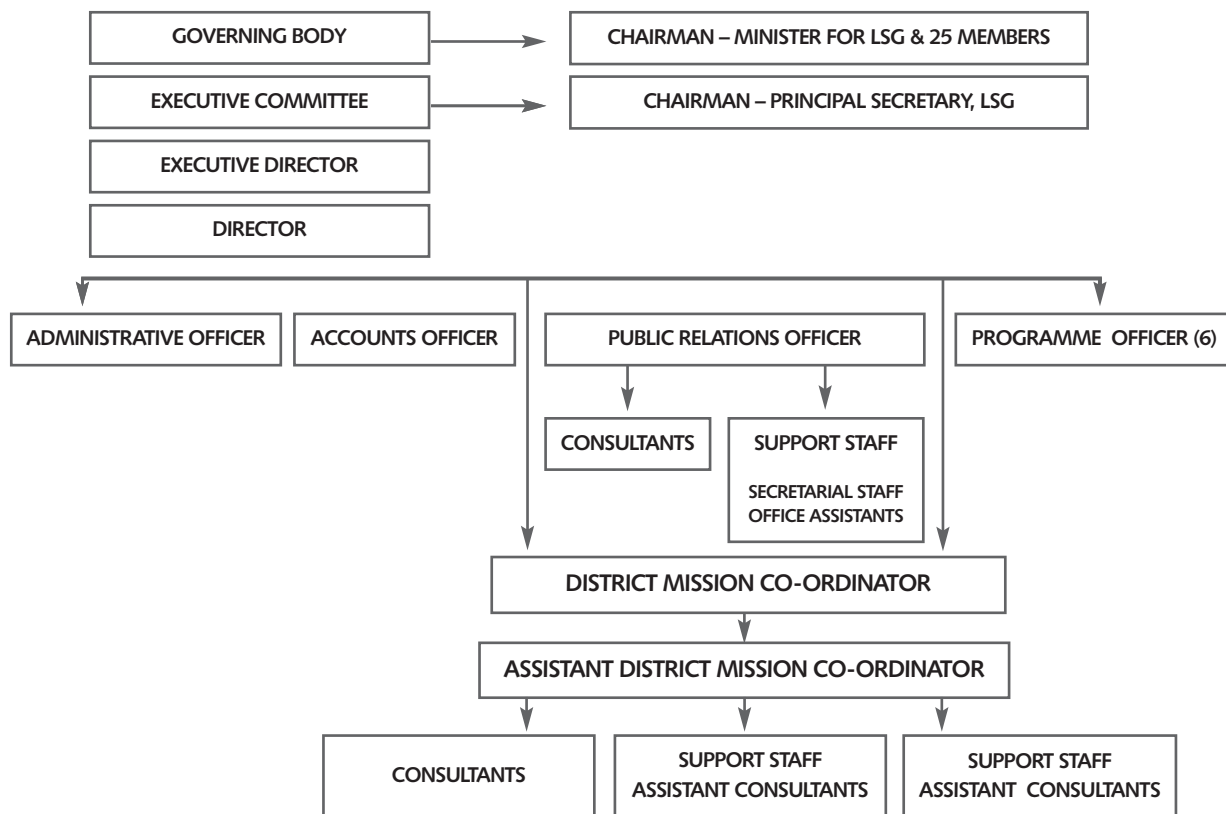 GOVERNING BODY
CHAIRMAN – MINISTER FOR LSG & 25 MEMBERS
EXECUTIVE COMMITTEE
CHAIRMAN – PRINCIPAL SECRETARY, LSG
EXECUTIVE DIRECTOR
DIRECTOR
ADMINISTRATIVE OFFICER
ACCOUNTS OFFICER
PUBLIC RELATIONS OFFICER
PROGRAMME OFFICER (6)
CONSULTANTS
SUPPORT STAFF
SECRETARIAL STAFF
OFFICE ASSISTANTS
DISTRICT MISSION CO-ORDINATOR
ASSISTANT DISTRICT MISSION CO-ORDINATOR
CONSULTANTS
SUPPORT STAFF
ASSISTANT CONSULTANTS
SUPPORT STAFF
ASSISTANT CONSULTANTS